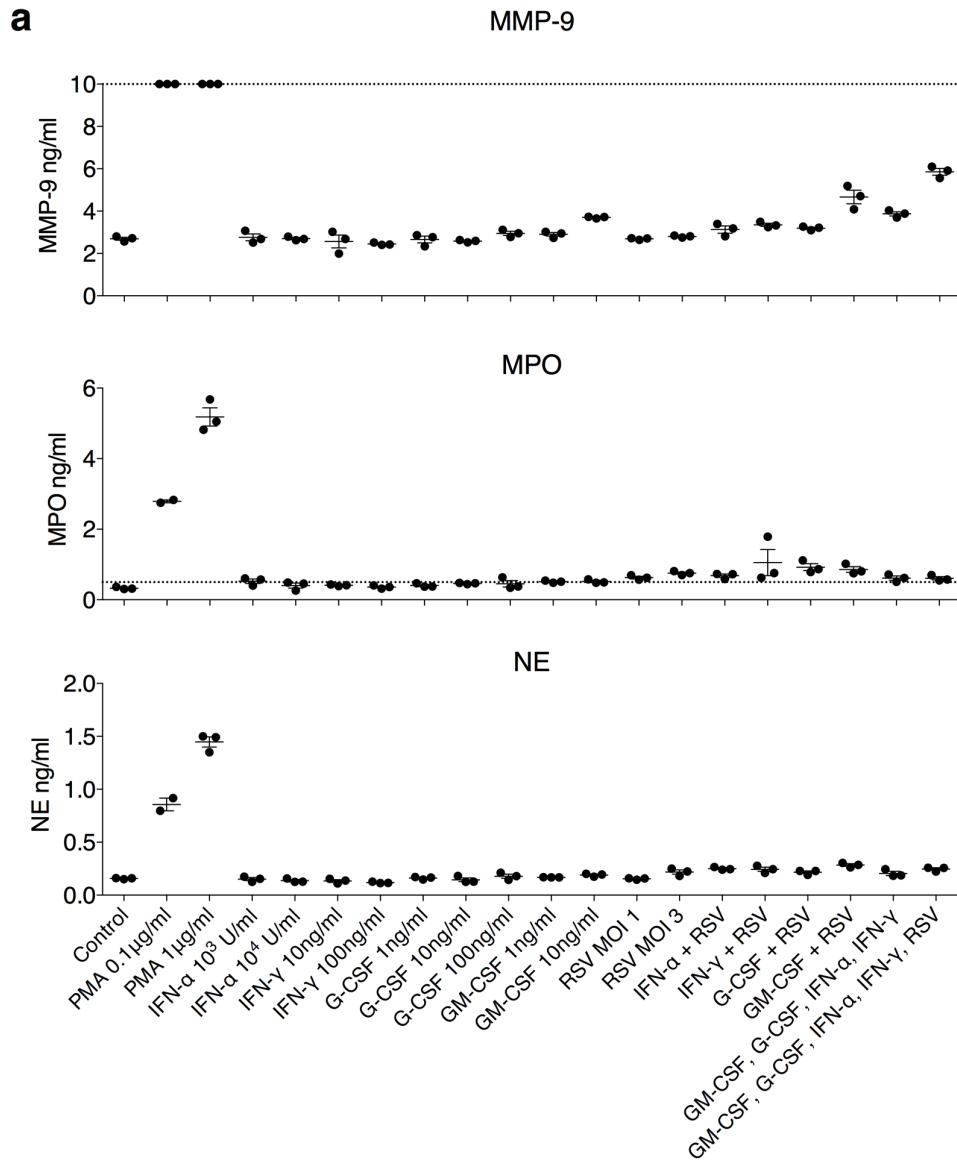 a
MMP-9
MMP-9 ng/ml
10
8
6
4
2
0
MPO
MPO ng/ml
6
4
2
0
NE
NE ng/ml
2.0
1.5
1.0
0.5
0.0
Control
PMA 0.1µg/ml
PMA 1µg/ml
IFN-α 10³ U/ml
IFN-α 10⁴ U/ml
IFN-γ 10ng/ml
IFN-γ 100ng/ml
G-CSF 1ng/ml
G-CSF 10ng/ml
G-CSF 100ng/ml
GM-CSF 1ng/ml
GM-CSF 10ng/ml
RSV MOI 1
RSV MOI 3
IFN-α + RSV
IFN-γ + RSV
G-CSF + RSV
GM-CSF + RSV
GM-CSF, G-CSF, IFN-α, IFN-γ
GM-CSF, G-CSF, IFN-α, IFN-γ, RSV